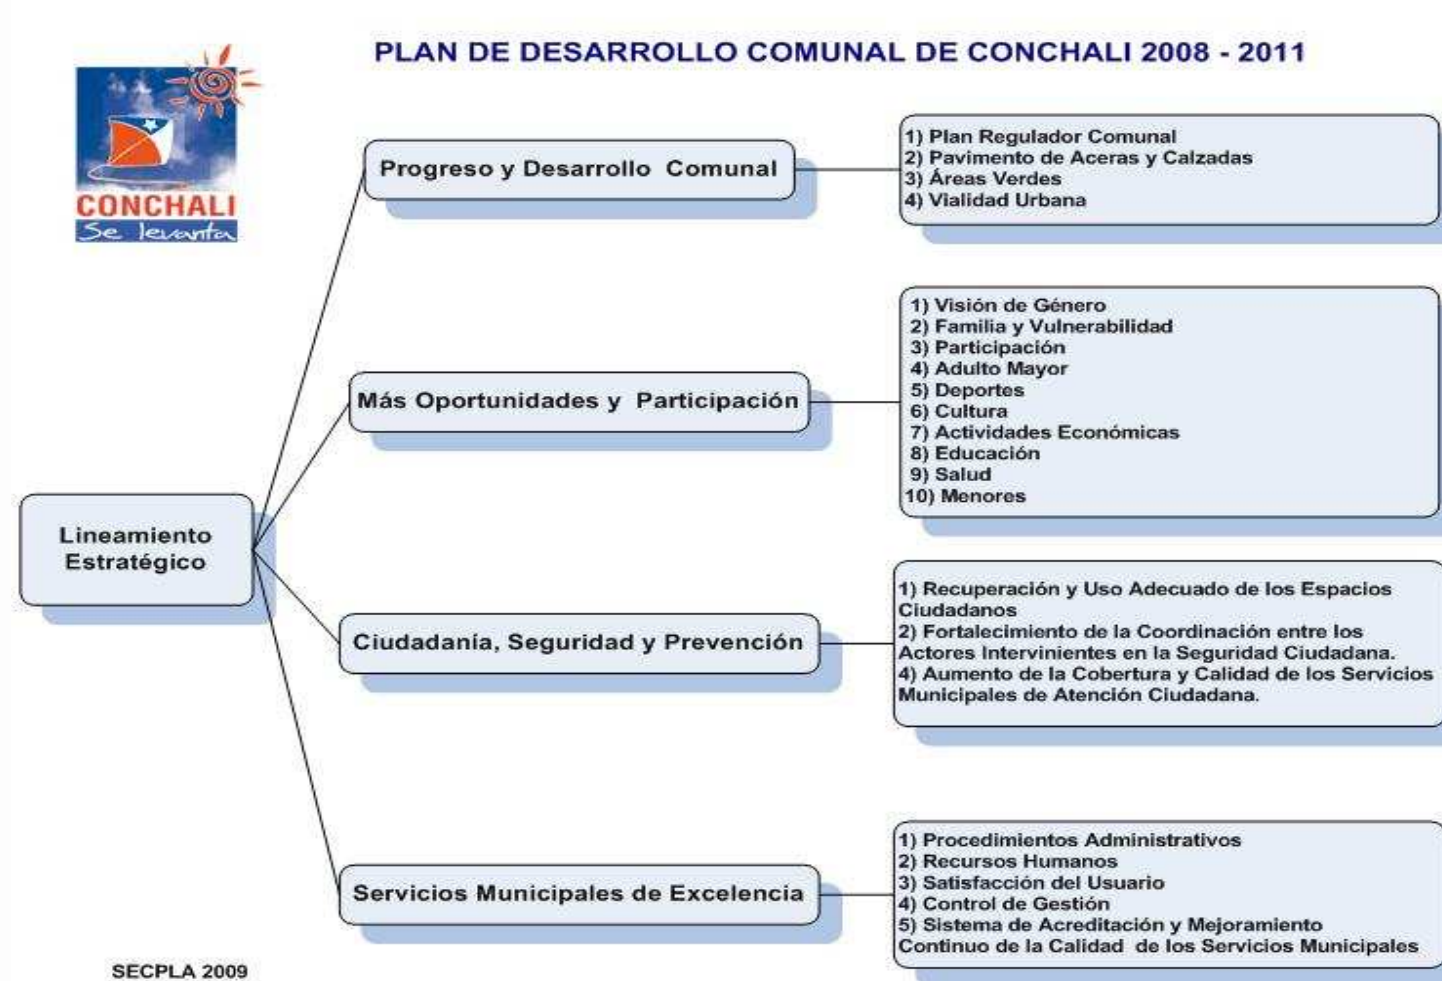 PLAN DE DESARROLLO COMUNAL DE CONCHALI 2008 - 2011
CONCHALI
Se levanta
Progreso y Desarrollo Comunal
1) Plan Regulador Comunal
2) Pavimento de Aceras y Calzadas
3) Áreas Verdes
4) Vialidad Urbana
Más Oportunidades y Participación
1) Visión de Género
2) Familia y Vulnerabilidad
3) Participación
4) Adulto Mayor
5) Deportes
6) Cultura
7) Actividades Económicas
8) Educación
9) Salud
10) Menores
Lineamiento
Estratégico
Ciudadanía, Seguridad y Prevención
1) Recuperación y Uso Adecuado de los Espacios
Ciudadanos
2) Fortalecimiento de la Coordinación entre los
Actores Intervinientes en la Seguridad Ciudadana.
4) Aumento de la Cobertura y Calidad de los Servicios
Municipales de Atención Ciudadana.
Servicios Municipales de Excelencia
1) Procedimientos Administrativos
2) Recursos Humanos
3) Satisfacción del Usuario
4) Control de Gestión
5) Sistema de Acreditación y Mejoramiento
Continuo de la Calidad de los Servicios Municipales
SECPLA 2009